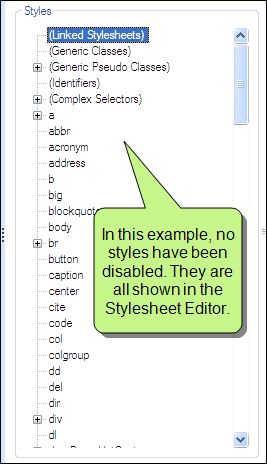 Styles
(Linked Stylesheets)
(Generic Classes)
(Generic Pseudo Classes)
(Identifiers)
(Complex Selectors)
a
abbr
acronym
address
b
big
blockquot
body
br
button
caption
center
cite
code
col
colgroup
dd
del
dir
div
dl
In this example, no
styles have been
disabled. They are
all shown in the
Stylesheet Editor.